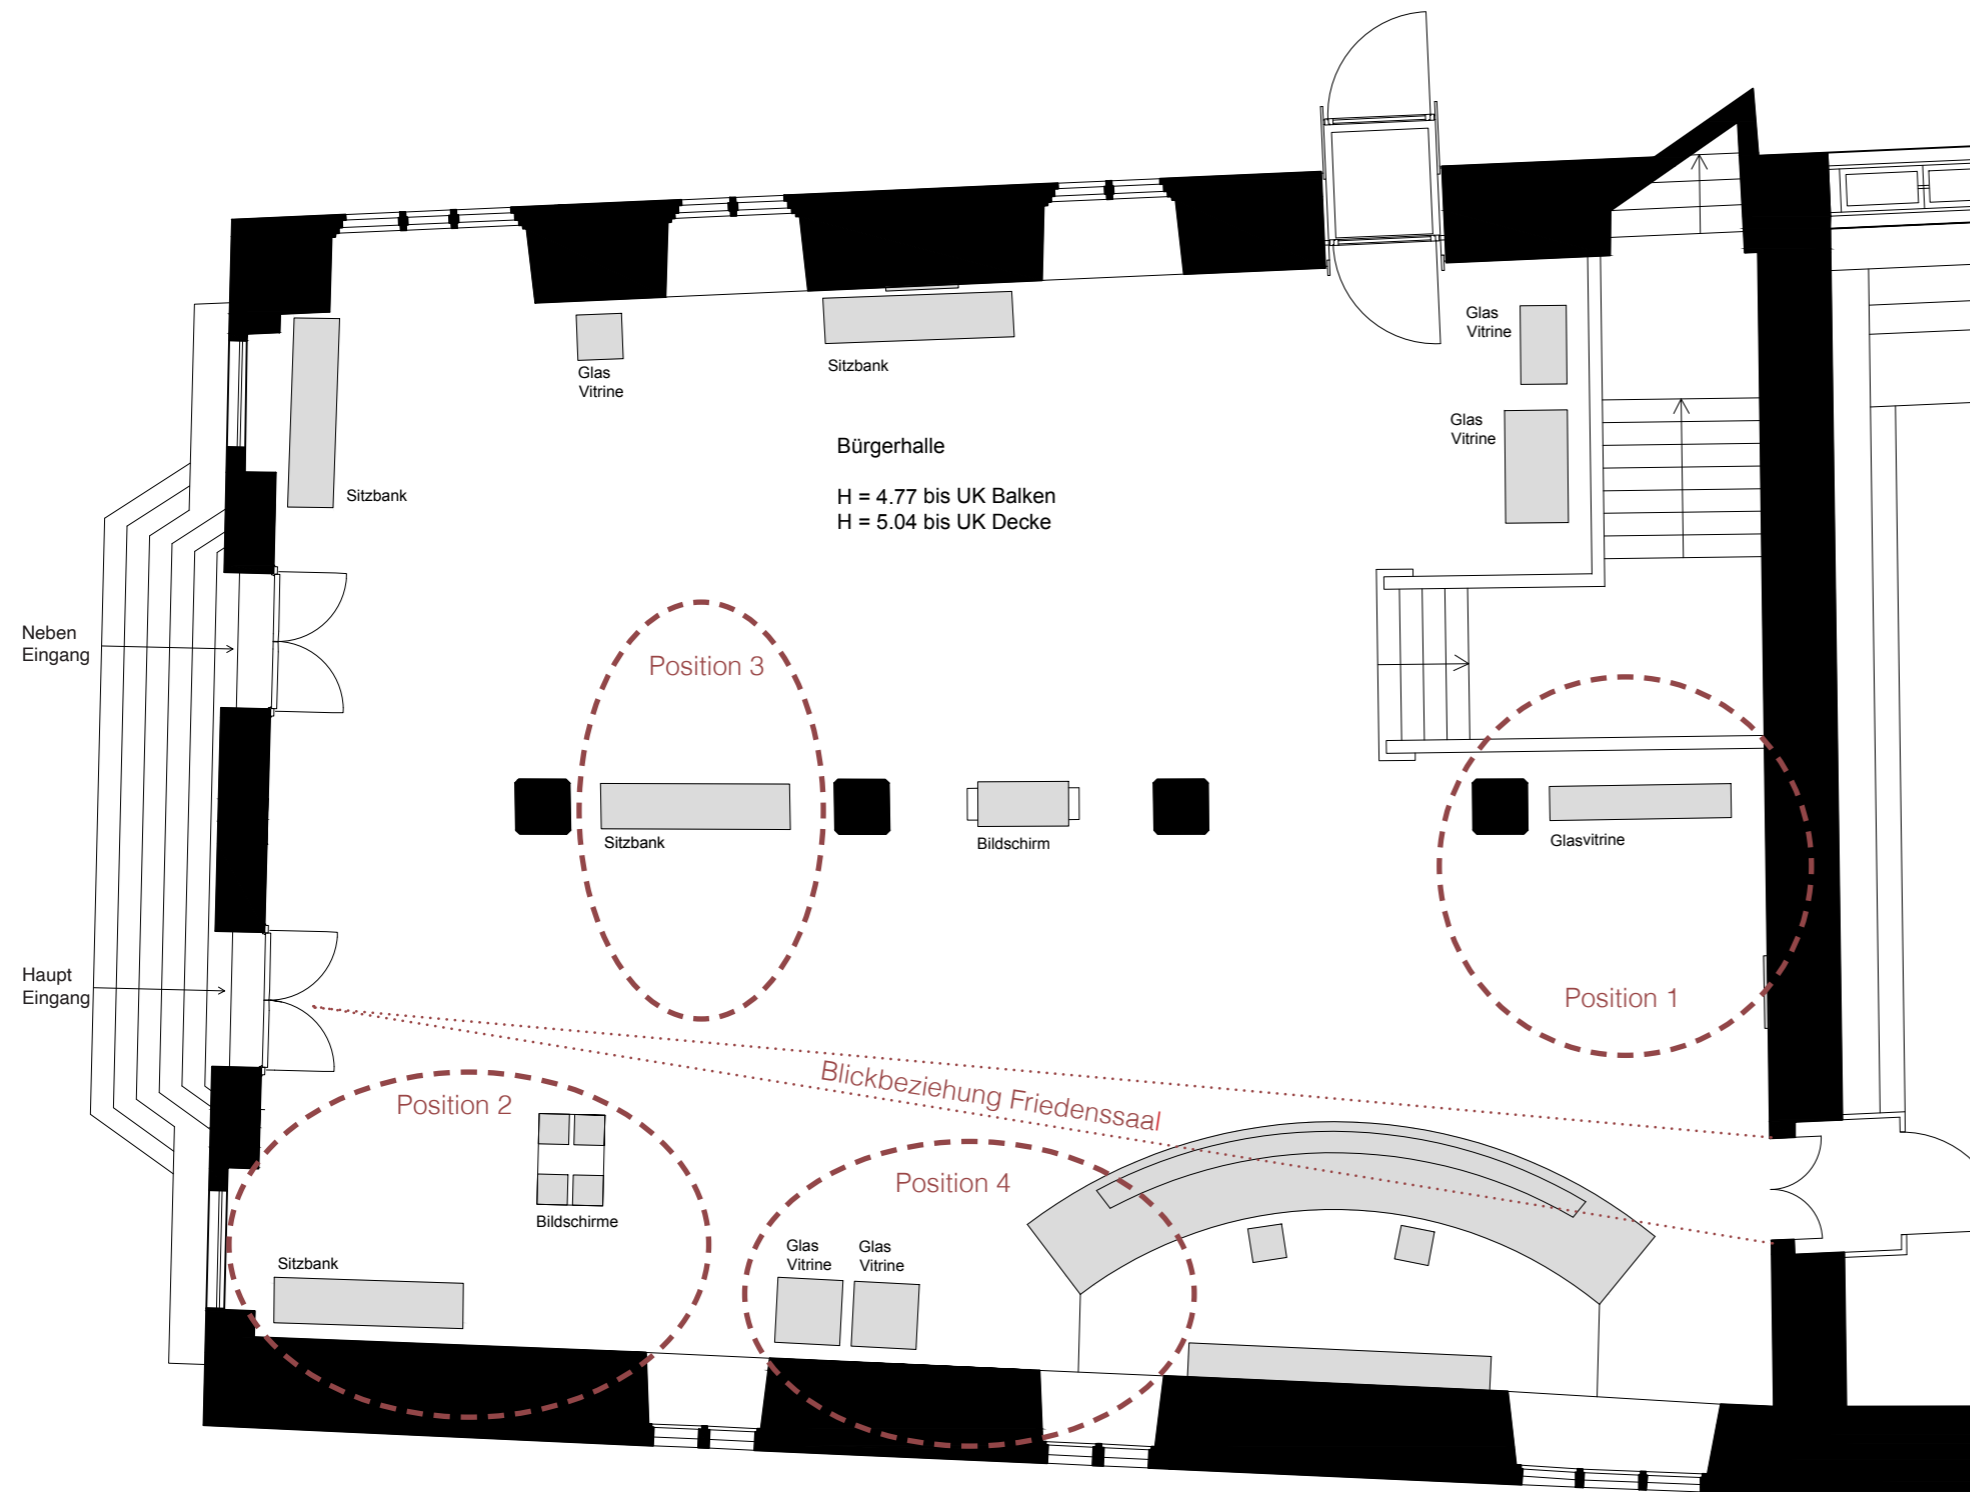 Glas
Vitrine
Glas
Vitrine
Sitzbank
Glas
Vitrine
Bürgerhalle
H = 4.77 bis UK Balken
H = 5.04 bis UK Decke
Sitzbank
Neben
Eingang
Position 3
Sitzbank
Bildschirm
Glasvitrine
Haupt
Eingang
Position 1
Blickbeziehung Friedenssaal
Position 2
Position 4
Bildschirme
Sitzbank
Glas
Vitrine
Glas
Vitrine